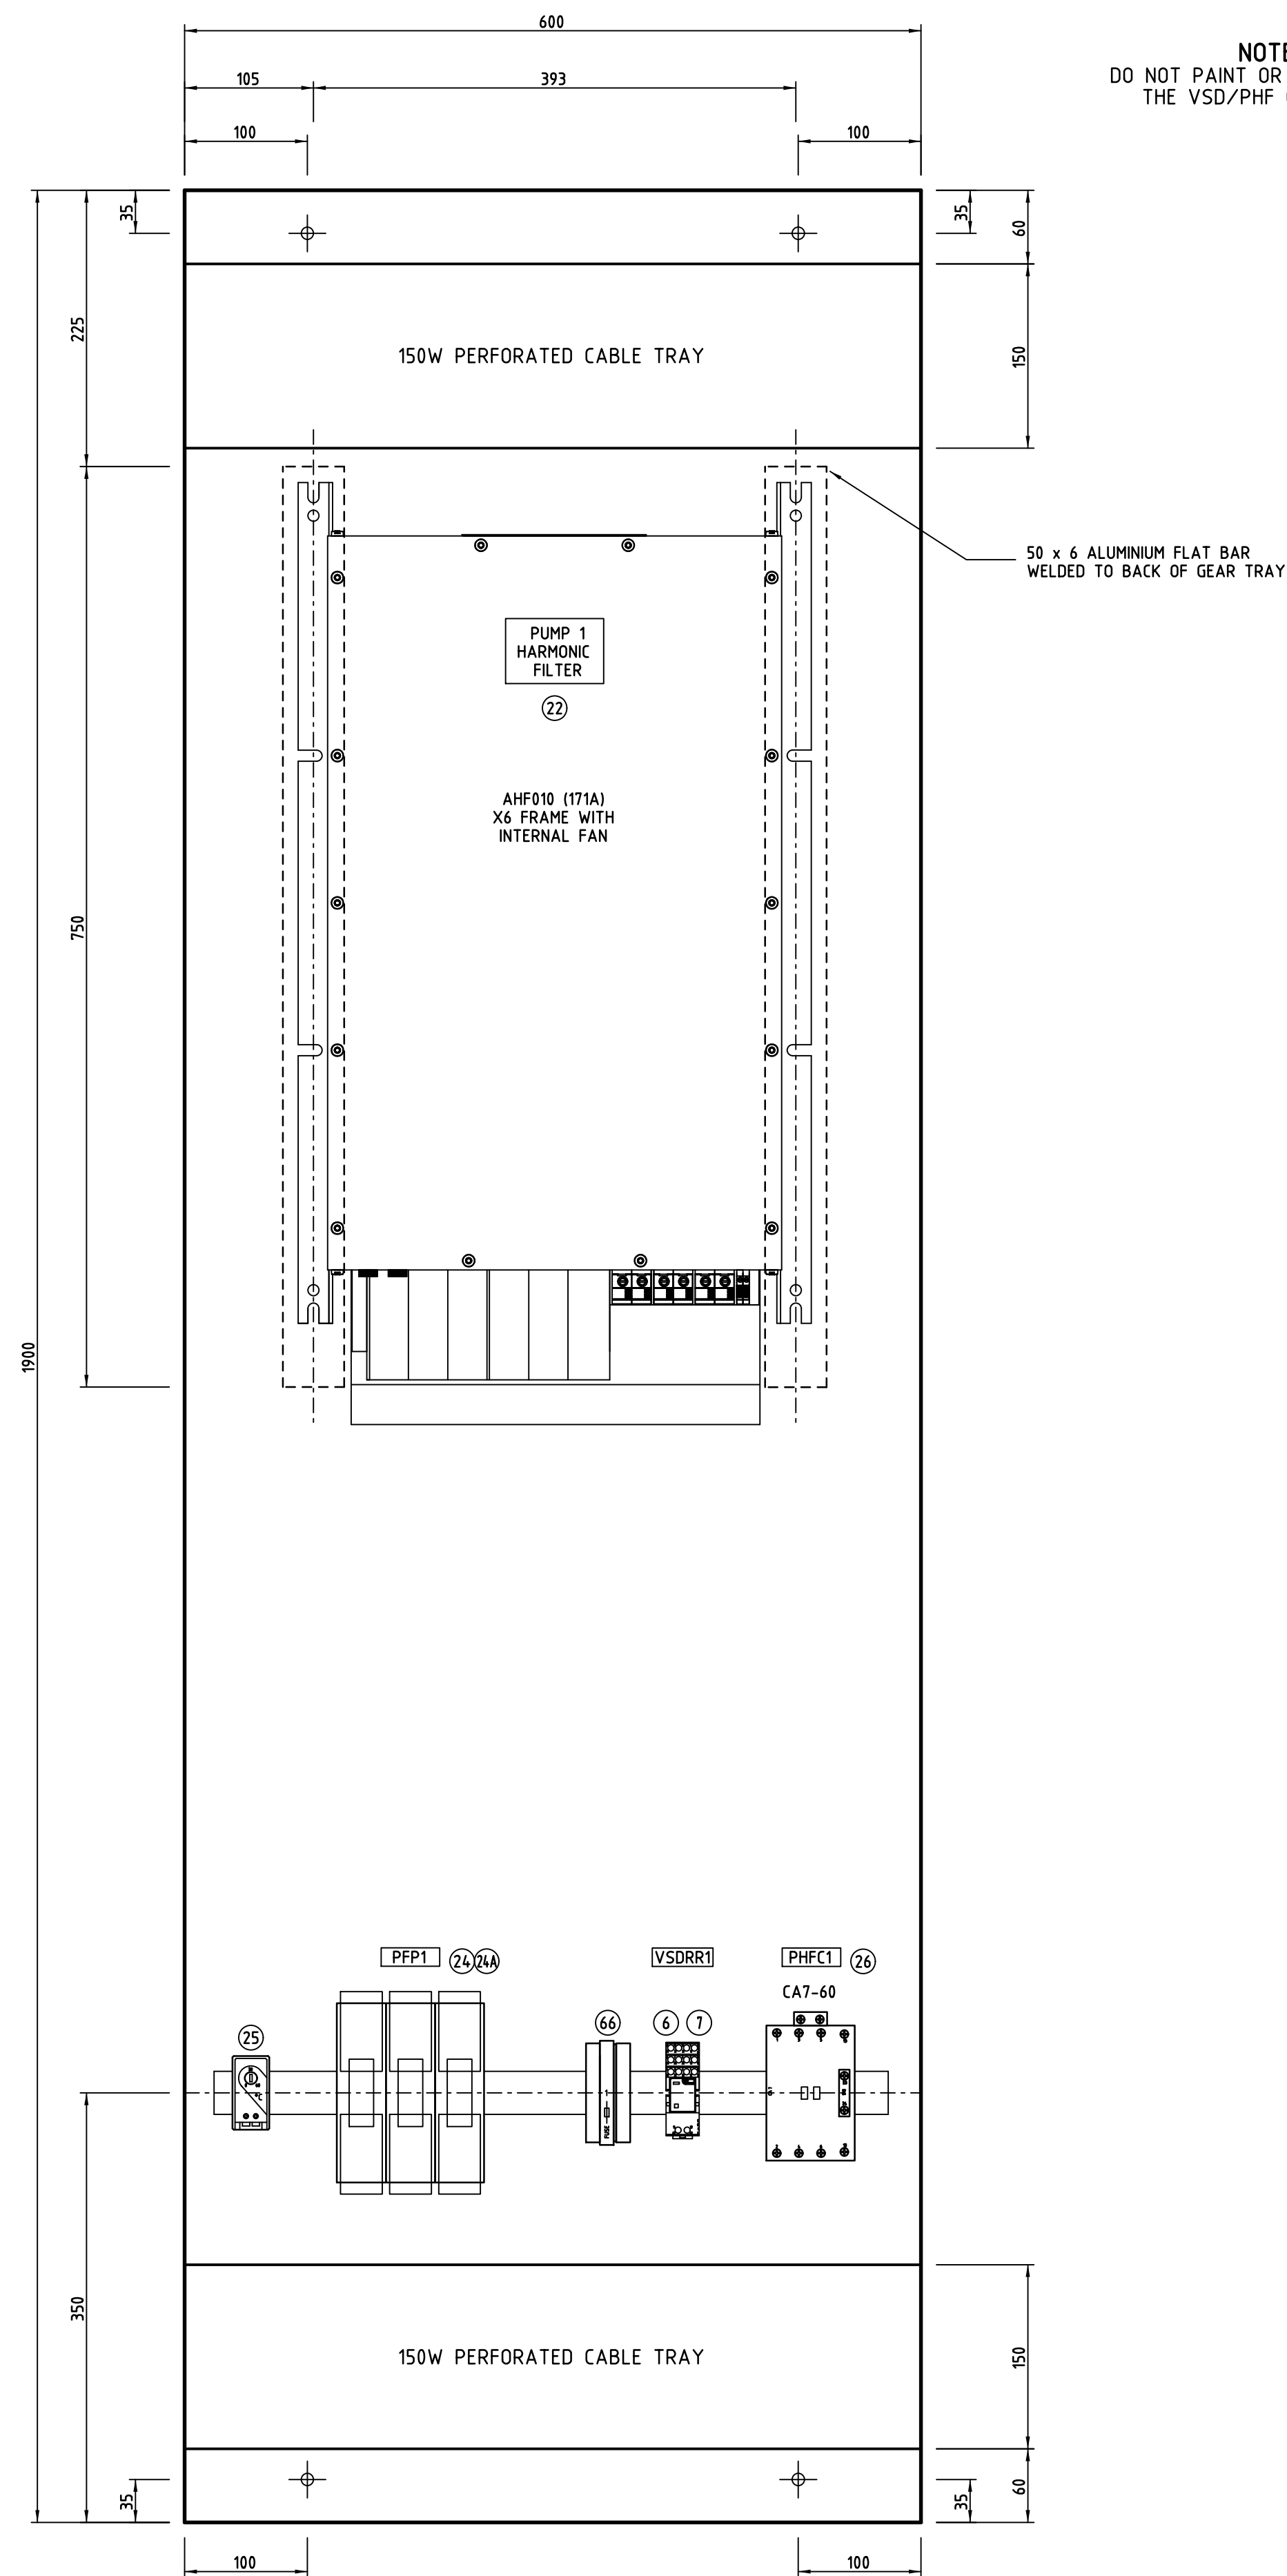 600
NOTE
DO NOT PAINT OR
THE VSD/PHF
105
393
100
100
35
35
60
225
150W PERFORATED CABLE TRAY
150
50 x 6 ALUMINIUM FLAT BAR
WELDED TO BACK OF GEAR TRAY
PUMP 1
HARMONIC
FILTER
22
AHF010 (171A)
X6 FRAME WITH
INTERNAL FAN
750
1900
PFP1
24
24A
VSDRR1
PHFC1
26
CA7-60
25
66
6
7
°C
FUSE
350
150W PERFORATED CABLE TRAY
150
35
35
60
100
100